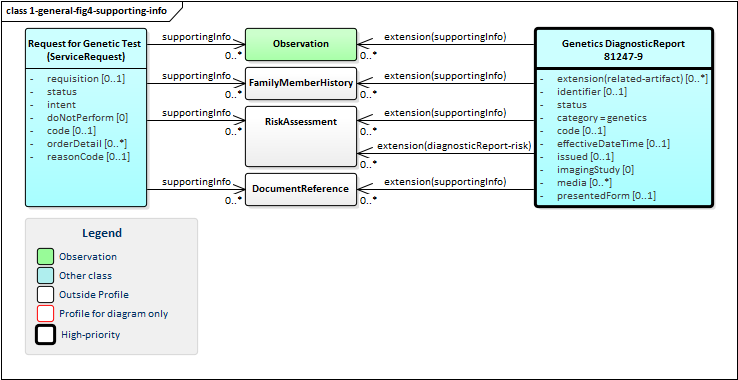 class 1-general-fig4-supporting-info
Request for Genetic Test
(ServiceRequest)
- requisition [0..1]
- status
- intent
- doNotPerform [0]
- code [0..1]
- orderDetail [0..*]
- reasonCode [0..1]
supportingInfo
0..*
supportingInfo
0..*
supportingInfo
0..*
supportingInfo
0..*
Observation
FamilyMemberHistory
RiskAssessment
DocumentReference
extension(supportingInfo)
0..*
extension(supportingInfo)
0..*
extension(supportingInfo)
0..*
extension(diagnosticReport-risk)
0..*
extension(supportingInfo)
0..*
Genetics DiagnosticReport
81247-9
- extension(related-artifact) [0..*]
- identifier [0..1]
- status
- category = genetics
- code [0..1]
- effectiveDateTime [0..1]
- issued [0..1]
- imagingStudy [0]
- media [0..*]
- presentedForm [0..1]
Legend
Observation
Other class
Outside Profile
Profile for diagram only
High-priority